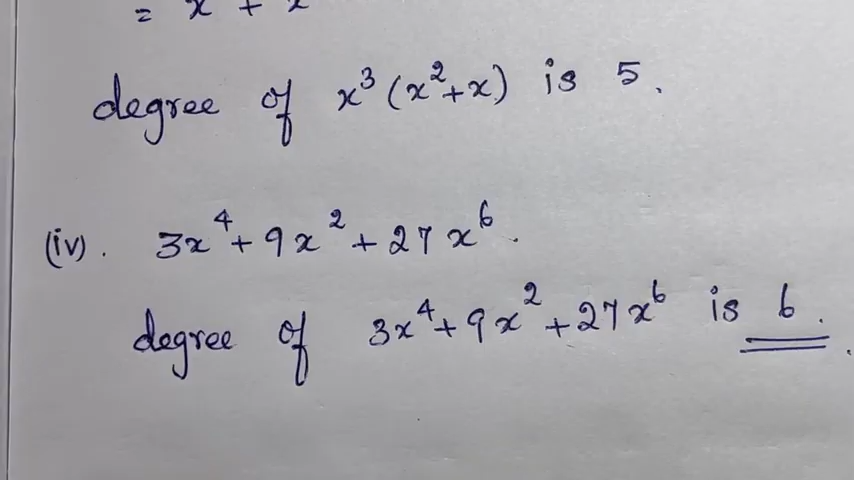 = x + x
degree of x³ (x²+x) is 5.
(iv). 3x⁴ + 9x² + 27x⁶.
degree of 3x⁴ + 9x² + 27x⁶ is 6.